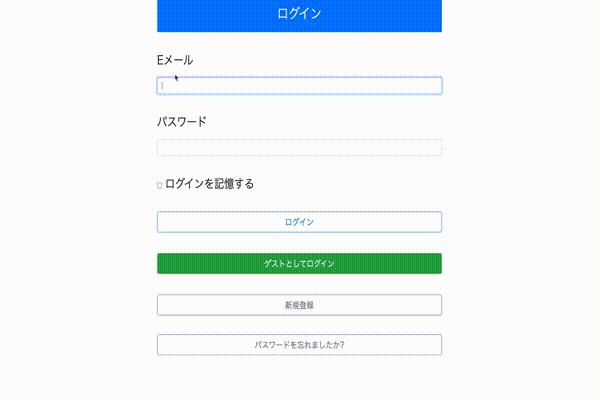 ログイン
Eメール
パスワード
ログインを記憶する
ログイン
ゲストとしてログイン
新規登録
パスワードを忘れましたか?